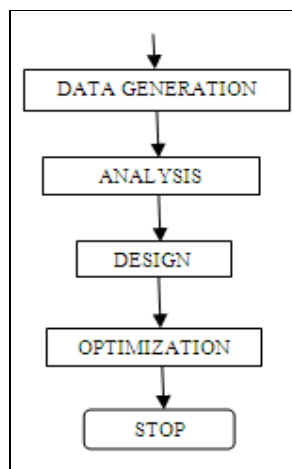 DATA GENERATION
ANALYSIS
DESIGN
OPTIMIZATION
STOP